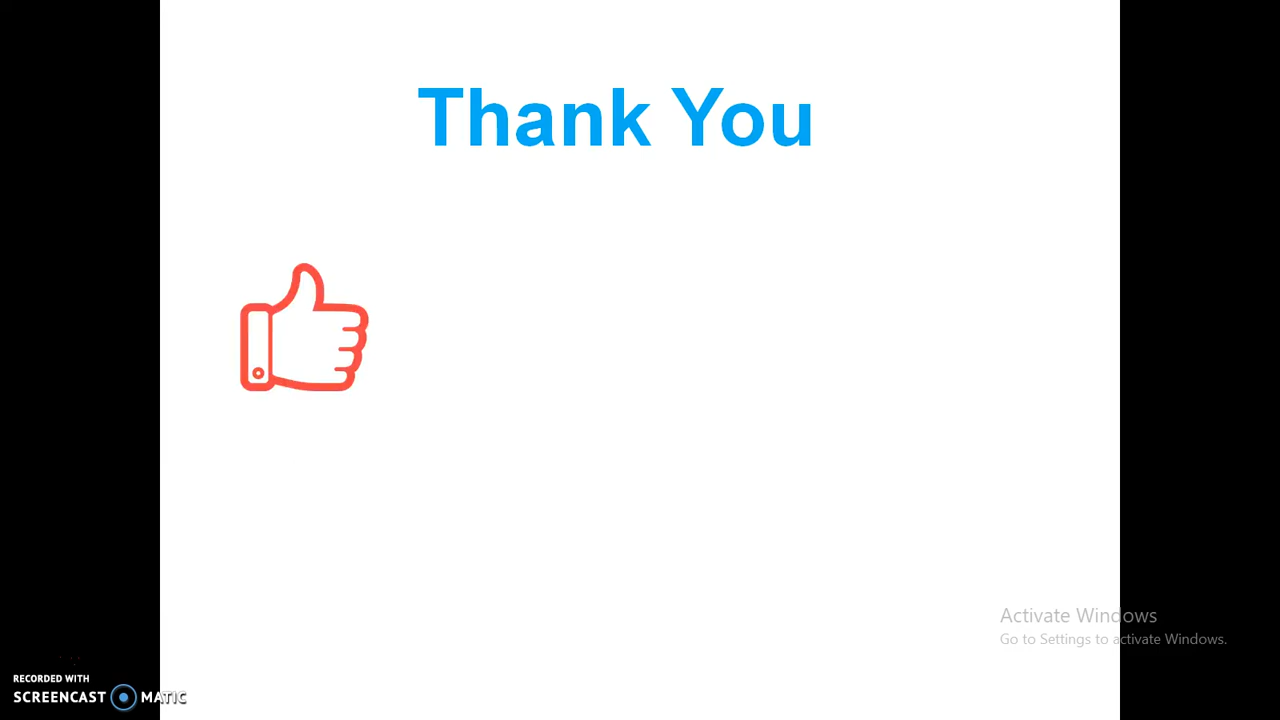 Thank You
Activate Windows
Go to Settings to activate Windows.
RECORDED WITH
SCREENCAST MATIC